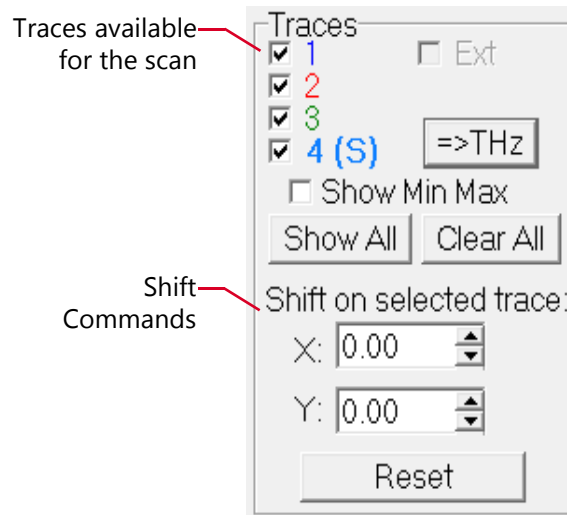 Traces available
for the scan
Traces
1
Ext
2
3
4 (S)
=>THz
Show Min Max
Show All
Clear All
Shift
Commands
Shift on selected trace:
X: 0.00
Y: 0.00
Reset